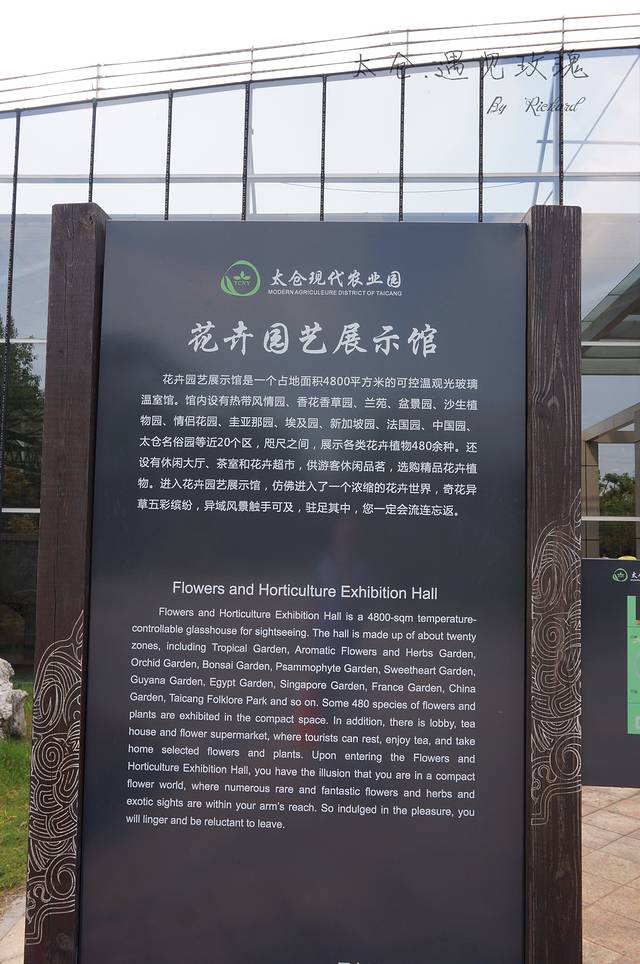 太仓.遇见玫瑰
By Richard
TCNY
太仓现代农业园
MODERN AGRICULEURE DISTRICT OF TAICANG
花卉园艺展示馆
花卉园艺展示馆是一个占地面积4800平方米的可控温观光玻璃
温室馆。馆内设有热带风情园、香花香草园、兰苑、盆景园、沙生植
物园、情侣花园、圭亚那园、埃及园、新加坡园、法国园、中国园、
太仓名俗园等近20个区，咫尺之间，展示各类花卉植物480余种。还
设有休闲大厅、茶室和花卉超市，供游客休闲品茗，选购精品花卉植
物。进入花卉园艺展示馆，仿佛进入了一个浓缩的花卉世界，奇花异
草五彩缤纷，异域风景触手可及，驻足其中，您一定会流连忘返。
Flowers and Horticulture Exhibition Hall
Flowers and Horticulture Exhibition Hall is a 4800-sqm temperature-
controllable glasshouse for sightseeing. The hall is made up of about twenty
zones, including Tropical Garden, Aromatic Flowers and Herbs Garden,
Orchid Garden, Bonsai Garden, Psammophyte Garden, Sweetheart Garden,
Guyana Garden, Egypt Garden, Singapore Garden, France Garden, China
Garden, Taicang Folklore Park and so on. Some 480 species of flowers and
plants are exhibited in the compact space. In addition, there is lobby, tea
house and flower supermarket, where tourists can rest, enjoy tea, and take
home selected flowers and plants. Upon entering the Flowers and
Horticulture Exhibition Hall, you have the illusion that you are in a compact
flower world, where numerous rare and fantastic flowers and herbs and
exotic sights are within your arm's reach. So indulged in the pleasure, you
will linger and be reluctant to leave.
太